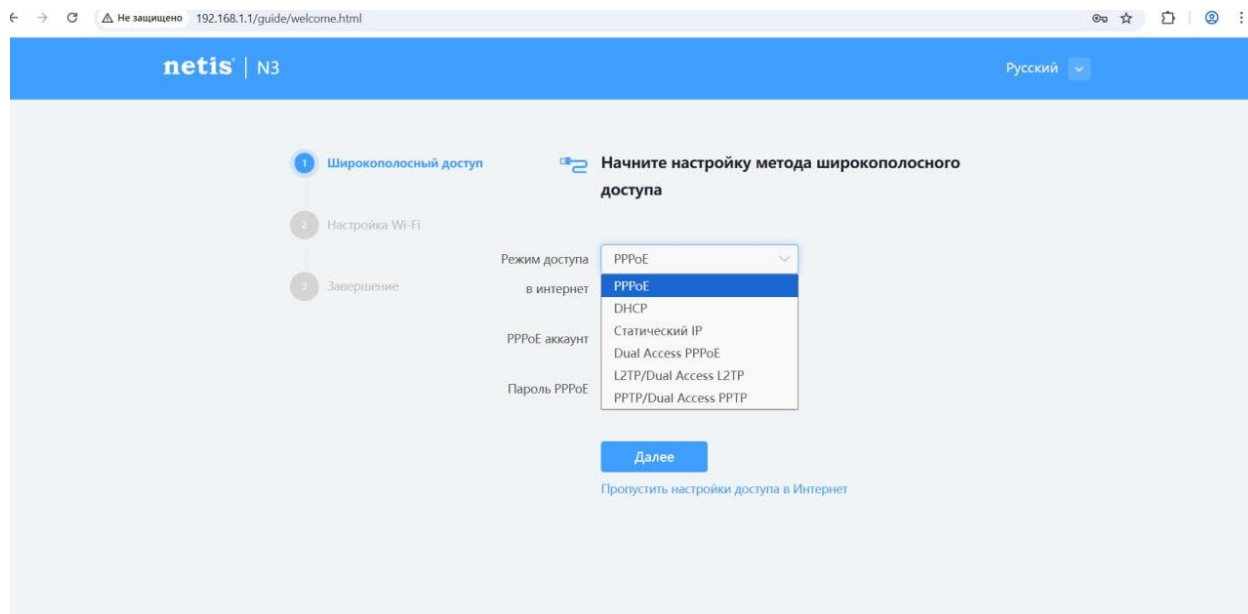 Не защищено 192.168.1.1/guide/welcome.html
netis | N3
Русский
1 Широкополосный доступ
Начните настройку метода широкополосного
доступа
2 Настройка Wi-Fi
Режим доступа
в интернет
PPPoE
3 Завершение
PPPoE
DHCP
Статический IP
Dual Access PPPoE
L2TP/Dual Access L2TP
PPTP/Dual Access PPTP
PPPoE аккаунт
Пароль PPPoE
Далее
Пропустить настройки доступа в Интернет